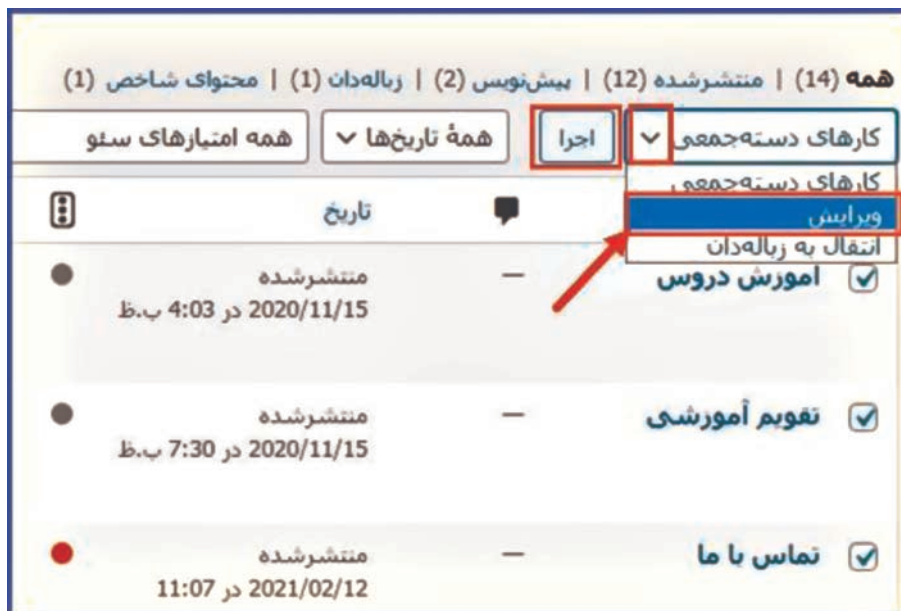 همه (14) | منتشرشده (12) | پیش‌نویس (2) | زباله‌دان (1) | محتوای شاخص (1)
کارهای دسته‌جمعی اجرا همهٔ تاریخ‌ها همه امتیازهای سئو
کارهای دسته‌جمعی
ویرایش
انتقال به زباله‌دان
تاریخ
آموزش دروس — منتشرشده
2020/11/15 در 4:03 ب.ظ
تقویم آموزشی — منتشرشده
2020/11/15 در 7:30 ب.ظ
تماس با ما — منتشرشده
2021/02/12 در 11:07